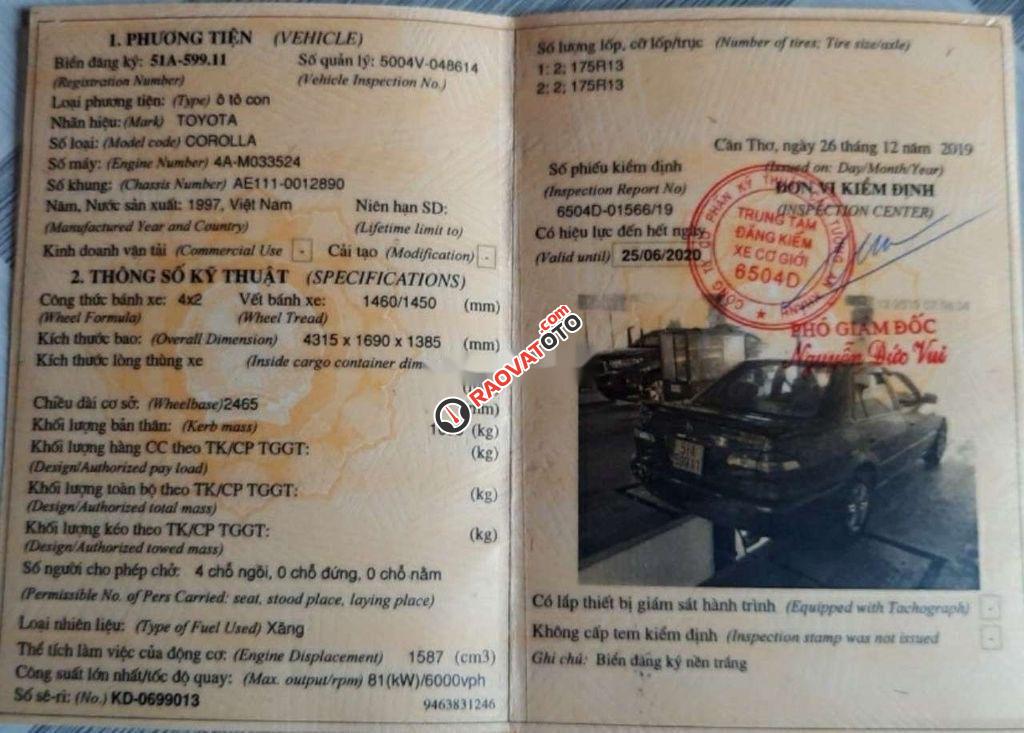 1. PHƯƠNG TIỆN (VEHICLE)
Biển đăng ký: 51A-599.11 Số quản lý: 5004V-048614
(Registration Number) (Vehicle Inspection No.)
Loại phương tiện: (Type) ô tô con
Nhãn hiệu: (Mark) TOYOTA
Số loại: (Model code) COROLLA
Số máy: (Engine Number) 4A-M033524
Số khung: (Chassis Number) AE111-0012890
Năm, Nước sản xuất: 1997, Việt Nam Niên hạn SD:
(Manufactured Year and Country) (Lifetime limit to)
Kinh doanh vận tải (Commercial Use - Cải tạo (Modification) -
2. THÔNG SỐ KỸ THUẬT (SPECIFICATIONS)
Công thức bánh xe: 4x2 Vết bánh xe: 1460/1450 (mm)
(Wheel Formula) (Wheel Tread)
Kích thước bao: (Overall Dimension) 4315 x 1690 x 1385 (mm)
Kích thước lòng thùng xe (Inside cargo container dim
Chiều dài cơ sở: (Wheelbase) 2465
Khối lượng bản thân: (Kerb mass) (kg)
Khối lượng hàng CC theo TK/CP TGGT: (kg)
(Design/Authorized pay load)
Khối lượng toàn bộ theo TK/CP TGGT: (kg)
(Design/Authorized total mass)
Khối lượng kéo theo TK/CP TGGT: (kg)
(Design/Authorized towed mass)
Số người cho phép chở: 4 chỗ ngồi, 0 chỗ đứng, 0 chỗ nằm
(Permissible No. of Pers Carried: seat, stood place, laying place)
Loại nhiên liệu: (Type of Fuel Used) Xăng
Thể tích làm việc của động cơ: (Engine Displacement) 1587 (cm3)
Công suất lớn nhất/tốc độ quay: (Max. output/rpm) 81(kW)/6000vph
Số sê-ri: (No.) KD-0699013 9463831246
Số lượng lốp, cỡ lốp/trục (Number of tires; Tire size/axle)
1: 2; 175R13
2: 2; 175R13
Cần Thơ, ngày 26 tháng 12 năm 2019
Số phiếu kiểm định (Issued on: Day/Month/Year)
(Inspection Report No) ĐƠN VỊ KIỂM ĐỊNH
6504D-01566/19 (INSPECTION CENTER)
Có hiệu lực đến hết ngày
(Valid until) 25/06/2020
TRUNG TÂM
ĐĂNG KIỂM
XE CƠ GIỚI
6504D
PHÓ GIÁM ĐỐC
Nguyễn Đức Vui
RAOVATOTO
.com
51A
Có lắp thiết bị giám sát hành trình (Equipped with Tachograph) -
Không cấp tem kiểm định (Inspection stamp was not issued -
Ghi chú: Biển đăng ký nền trắng